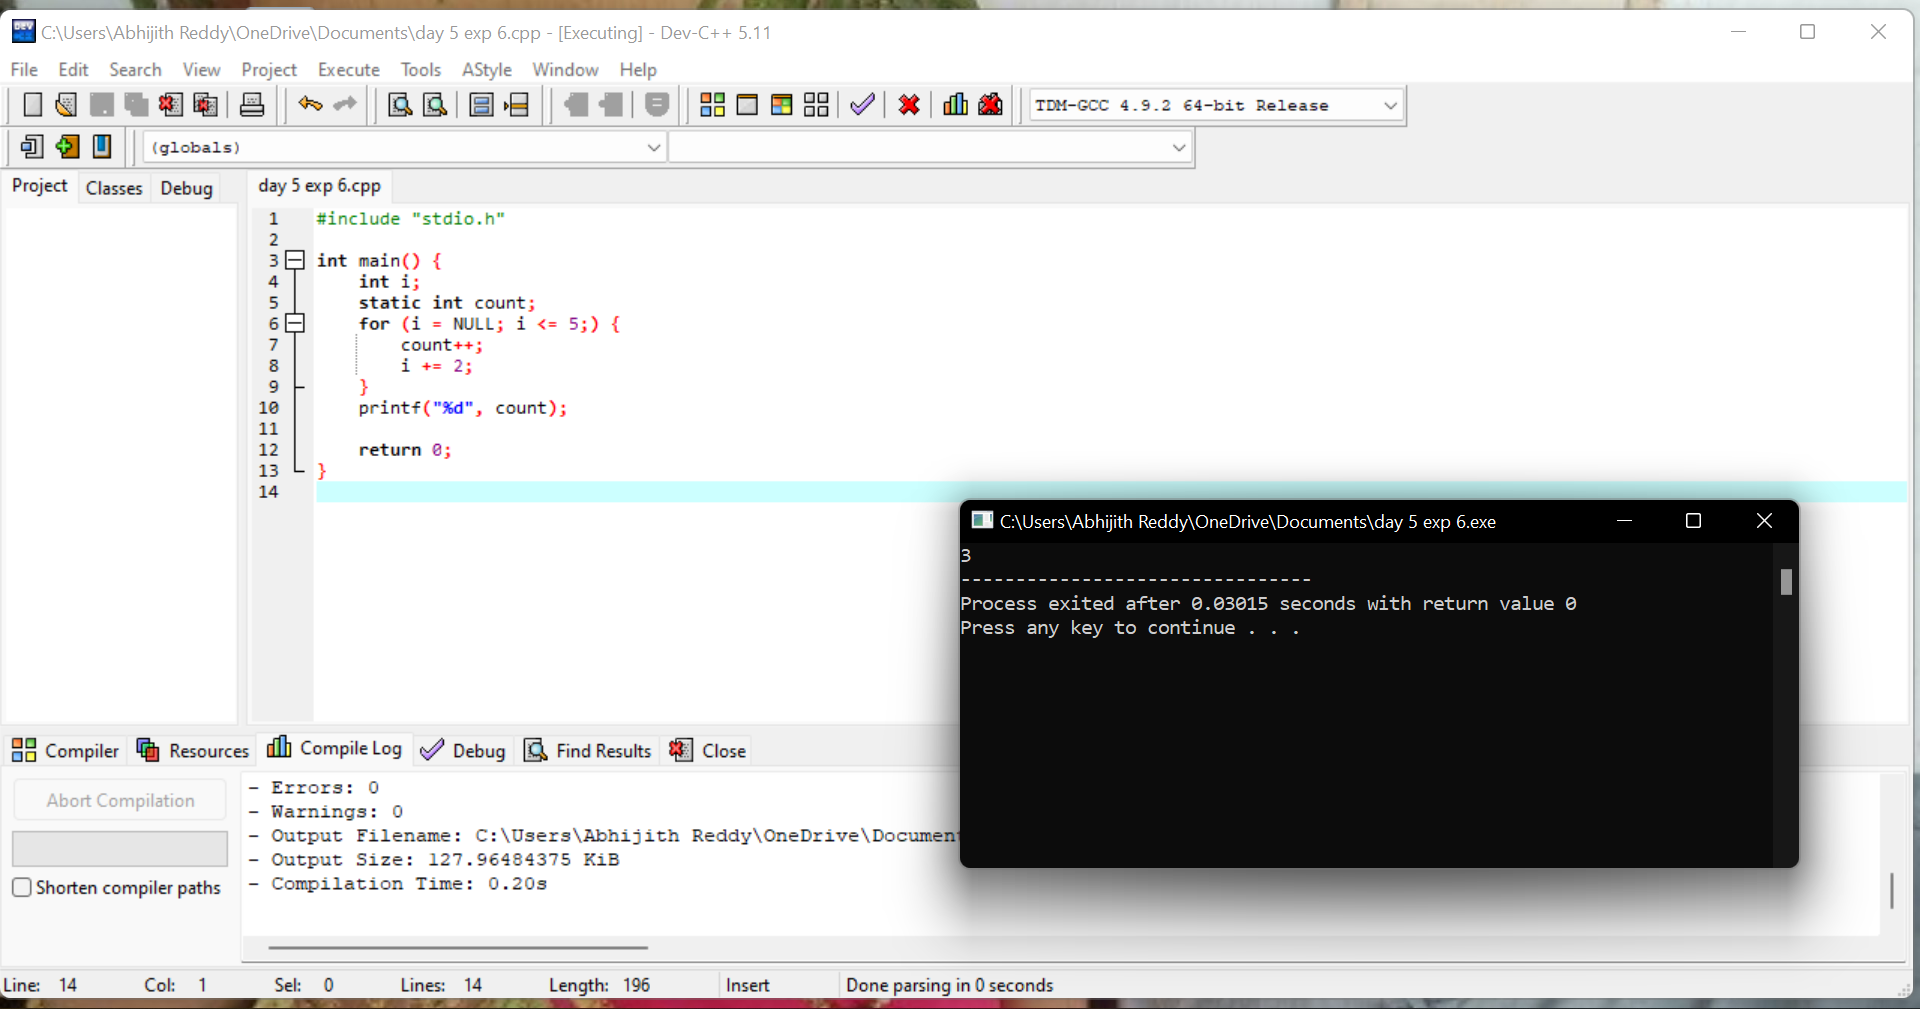 C:\Users\Abhijith Reddy\OneDrive\Documents\day 5 exp 6.cpp - [Executing] - Dev-C++ 5.11
File Edit Search View Project Execute Tools AStyle Window Help
TDM-GCC 4.9.2 64-bit Release
(globals)
Project Classes Debug
day 5 exp 6.cpp
1 #include "stdio.h"
2
3 int main() {
4 int i;
5 static int count;
6 for (i = NULL; i <= 5;) {
7 count++;
8 i += 2;
9 }
10 printf("%d", count);
11
12 return 0;
13 }
14
C:\Users\Abhijith Reddy\OneDrive\Documents\day 5 exp 6.exe
3
--------------------------------
Process exited after 0.03015 seconds with return value 0
Press any key to continue . . .
Compiler Resources Compile Log Debug Find Results Close
Abort Compilation
Shorten compiler paths
- Errors: 0
- Warnings: 0
- Output Filename: C:\Users\Abhijith Reddy\OneDrive\Document
- Output Size: 127.96484375 KiB
- Compilation Time: 0.20s
Line: 14 Col: 1 Sel: 0 Lines: 14 Length: 196 Insert Done parsing in 0 seconds